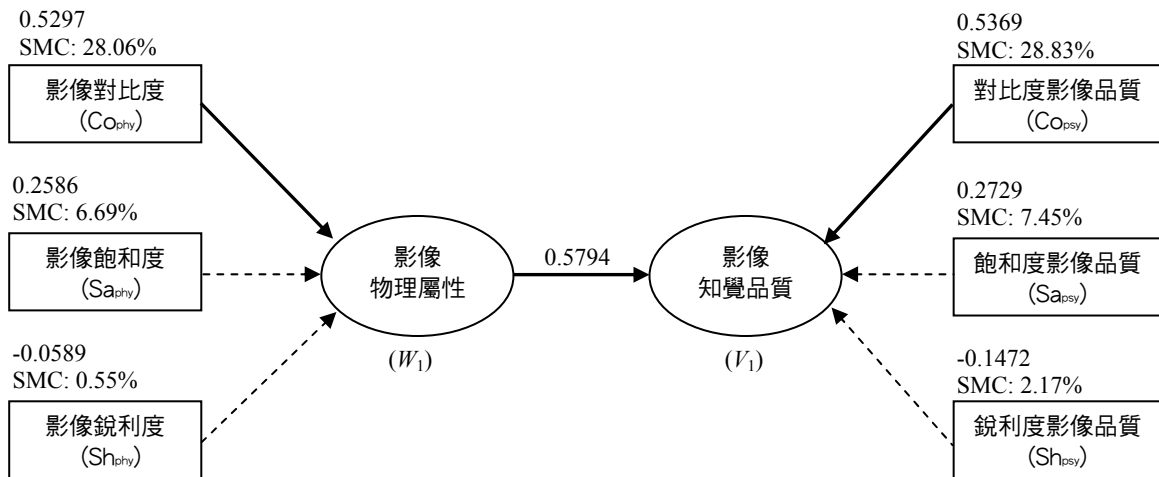 0.5297
SMC: 28.06%
影像對比度
(Cophy)
0.2586
SMC: 6.69%
影像飽和度
(Saphy)
-0.0589
SMC: 0.55%
影像銳利度
(Shphy)
影像
物理屬性
(W1)
0.5794
影像
知覺品質
(V1)
0.5369
SMC: 28.83%
對比度影像品質
(Copsy)
0.2729
SMC: 7.45%
飽和度影像品質
(Sapsy)
-0.1472
SMC: 2.17%
銳利度影像品質
(Shpsy)